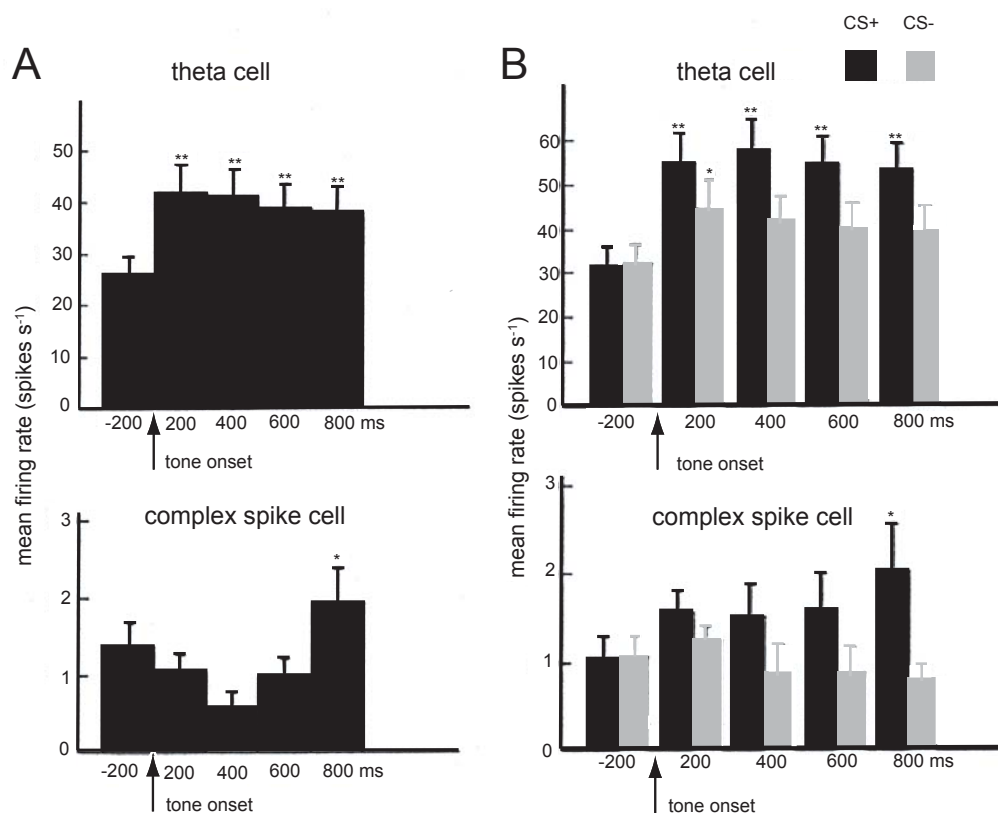 CS+ CS-
A
theta cell
50
40
30
20
10
0
** ** ** **
-200 200 400 600 800 ms
tone onset
mean firing rate (spikes s-1)
complex spike cell
3
2
1
0
*
-200 200 400 600 800 ms
tone onset
B
theta cell
60
50
40
30
20
10
0
** * ** ** **
-200 200 400 600 800 ms
tone onset
mean firing rate (spikes s-1)
complex spike cell
3
2
1
0
*
-200 200 400 600 800 ms
tone onset